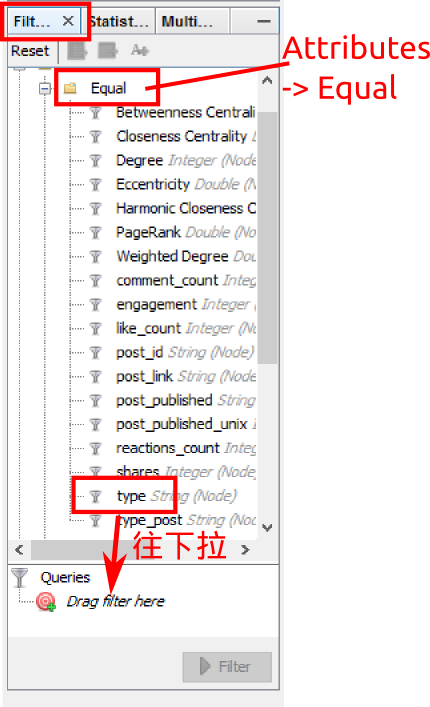 Filt... × Statist... Multi... −
Attributes
-> Equal
Reset
Equal
Betweenness Centrali
Closeness Centrality
Degree Integer (Node
Eccentricity Double (N
Harmonic Closeness C
PageRank Double (No
Weighted Degree Dou
comment_count Integ
engagement Integer (
like_count Integer (No
post_id String (Node)
post_link String (Node
post_published String
post_published_unix
reactions_count Integ
shares Integer (Node)
type String (Node)
type_post String (Nod
往下拉
Queries
Drag filter here
Filter